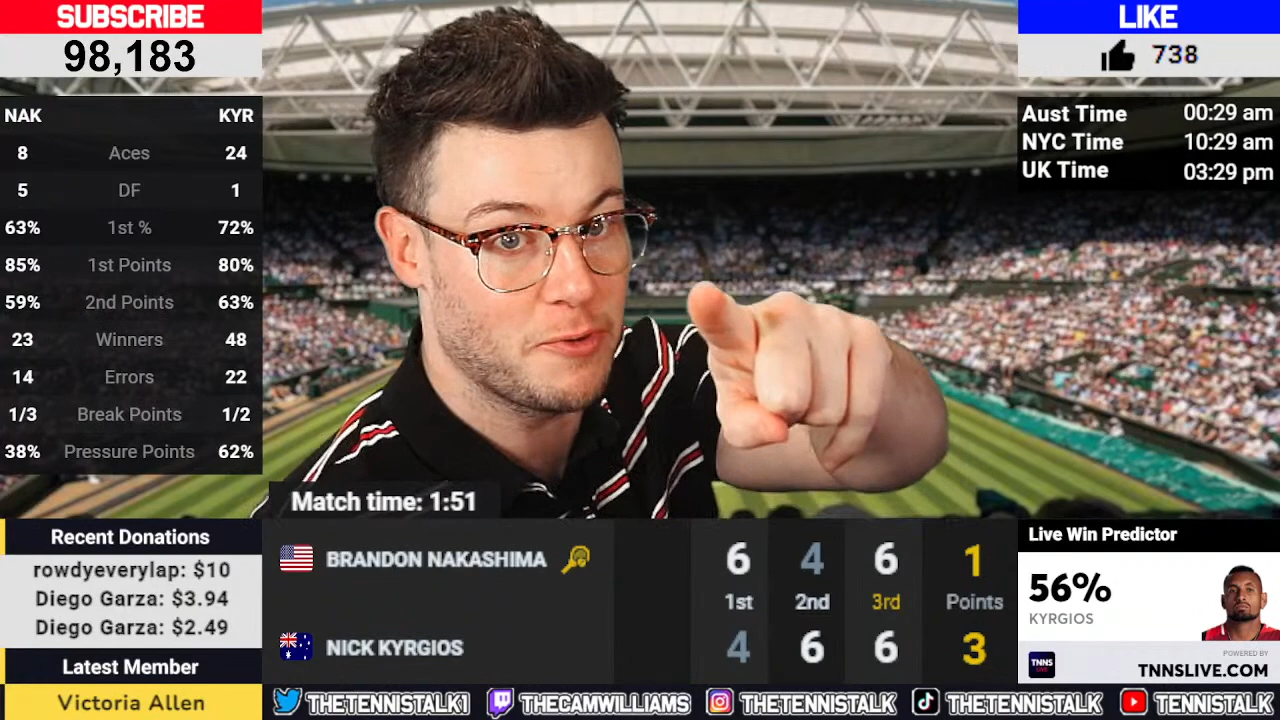 SUBSCRIBE
98,183
NAK KYR
8 Aces 24
5 DF 1
63% 1st % 72%
85% 1st Points 80%
59% 2nd Points 63%
23 Winners 48
14 Errors 22
1/3 Break Points 1/2
38% Pressure Points 62%
LIKE
738
Aust Time 00:29 am
NYC Time 10:29 am
UK Time 03:29 pm
Match time: 1:51
Recent Donations
rowdyeverylap: $10
Diego Garza: $3.94
Diego Garza: $2.49
Latest Member
Victoria Allen
BRANDON NAKASHIMA 6 4 6 1
1st 2nd 3rd Points
NICK KYRGIOS 4 6 6 3
Live Win Predictor
56%
KYRGIOS
POWERED BY
TNNS LIVE
TNNSLIVE.COM
THETENNISTALK1 THECAMWILLIAMS THETENNISTALK THETENNISTALK TENNISTALK